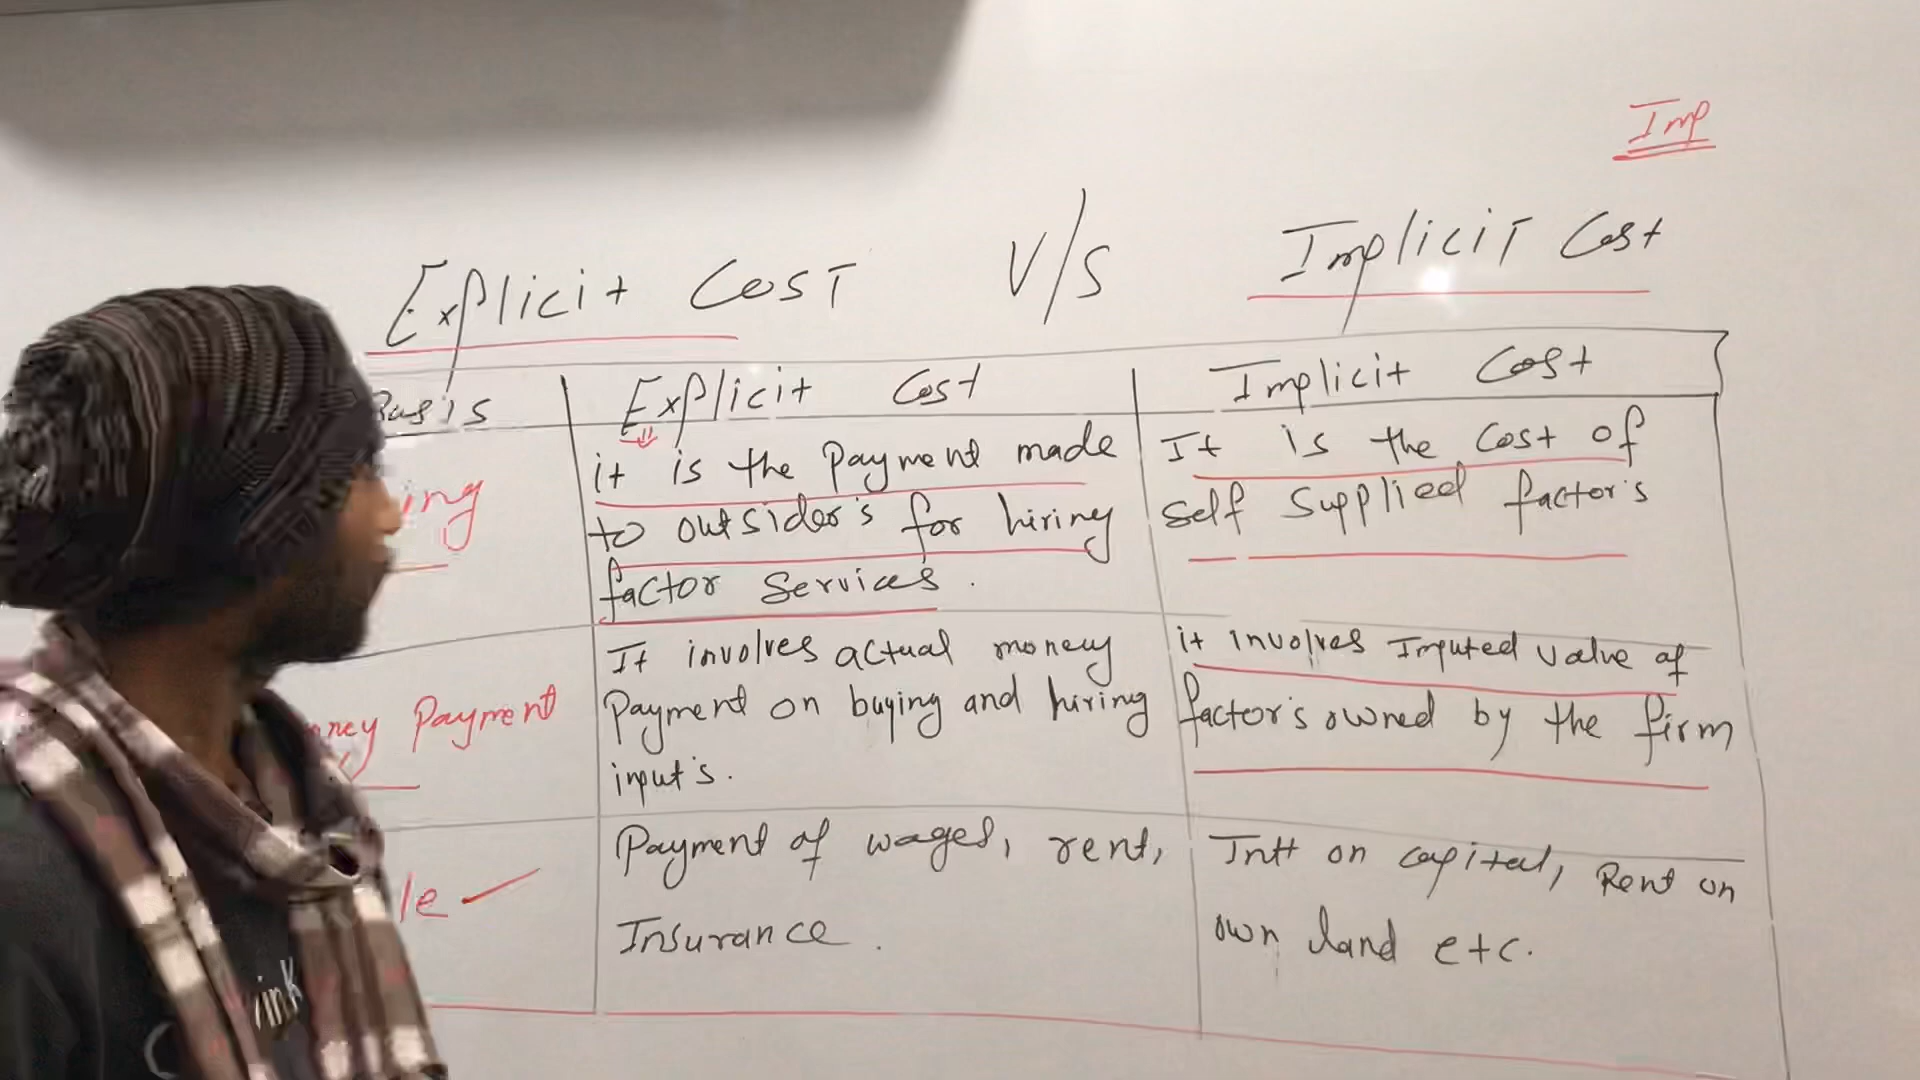 Imp
Explicit Cost V/S Implicit Cost
Basis Explicit Cost Implicit Cost
it is the Payment made
to outsider's for hiring
factor Services.
It is the Cost of
self Supplied factor's
ing
It involves actual money
Payment on buying and hiring
input's.
it involves Imputed value of
factor's owned by the firm
ney Payment
Payment of wages, rent,
Insurance.
Intt on capital, Rent on
own land etc.
le